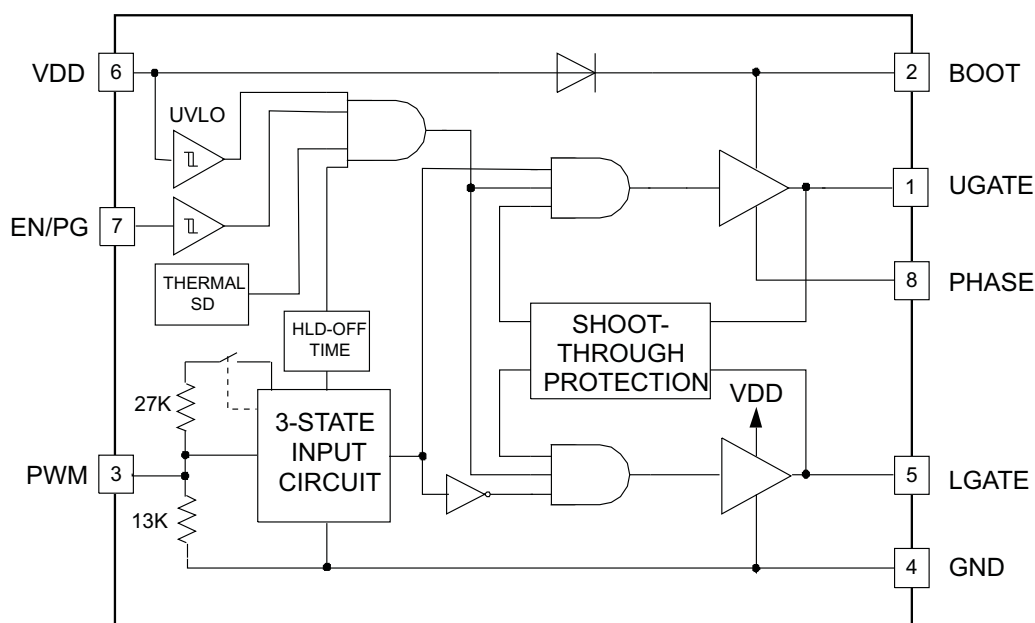 VDD
6
2
BOOT
UVLO
1
UGATE
EN/PG
7
THERMAL
SD
8
PHASE
HLD-OFF
TIME
SHOOT-
THROUGH
PROTECTION
27K
VDD
3-STATE
INPUT
CIRCUIT
PWM
3
5
LGATE
13K
4
GND